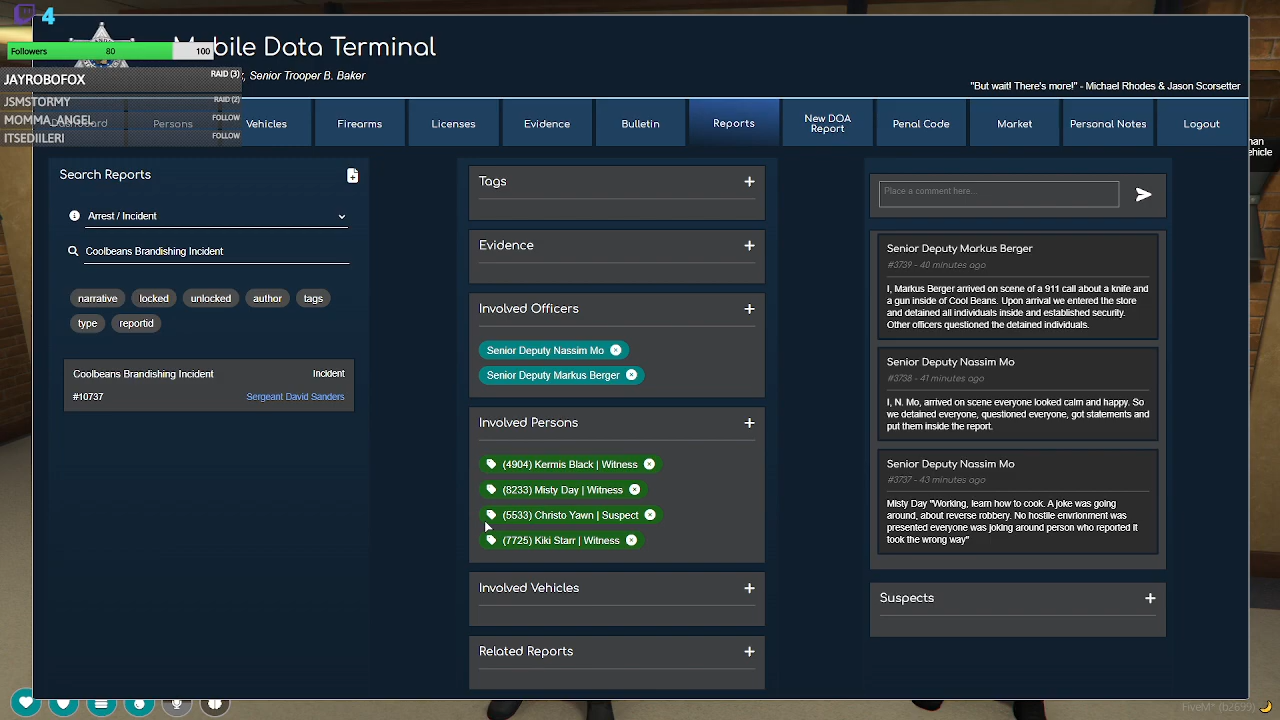 4
Mobile Data Terminal
Followers 80 100
Senior Trooper B. Baker
"But wait! There's more!" - Michael Rhodes & Jason Scorsetter
JAYROBOFOX RAID (3)
JSMSTORMY RAID (2)
MOMMA_ANGEL FOLLOW
ITSEDIILERI FOLLOW
Dashboard
Persons
Vehicles
Firearms
Licenses
Evidence
Bulletin
Reports
New DOA
Report
Penal Code
Market
Personal Notes
Logout
Search Reports
Arrest / Incident
Coolbeans Brandishing Incident
narrative locked unlocked author tags
type reportid
Coolbeans Brandishing Incident Incident
#10737 Sergeant David Sanders
Tags
Evidence
Involved Officers
Senior Deputy Nassim Mo
Senior Deputy Markus Berger
Involved Persons
(4904) Kermis Black | Witness
(8233) Misty Day | Witness
(5533) Christo Yawn | Suspect
(7725) Kiki Starr | Witness
Involved Vehicles
Related Reports
Place a comment here...
Senior Deputy Markus Berger
#3739 - 40 minutes ago
I, Markus Berger arrived on scene of a 911 call about a knife and
a gun inside of Cool Beans. Upon arrival we entered the store
and detained all individuals inside and established security.
Other officers questioned the detained individuals.
Senior Deputy Nassim Mo
#3738 - 41 minutes ago
I, N. Mo, arrived on scene everyone looked calm and happy. So
we detained everyone, questioned everyone, got statements and
put them inside the report.
Senior Deputy Nassim Mo
#3737 - 43 minutes ago
Misty Day "Working, learn how to cook. A joke was going
around, about reverse robbery. No hostile envrionment was
presented everyone was joking around person who reported it
took the wrong way"
Suspects
FiveM* (b2699)